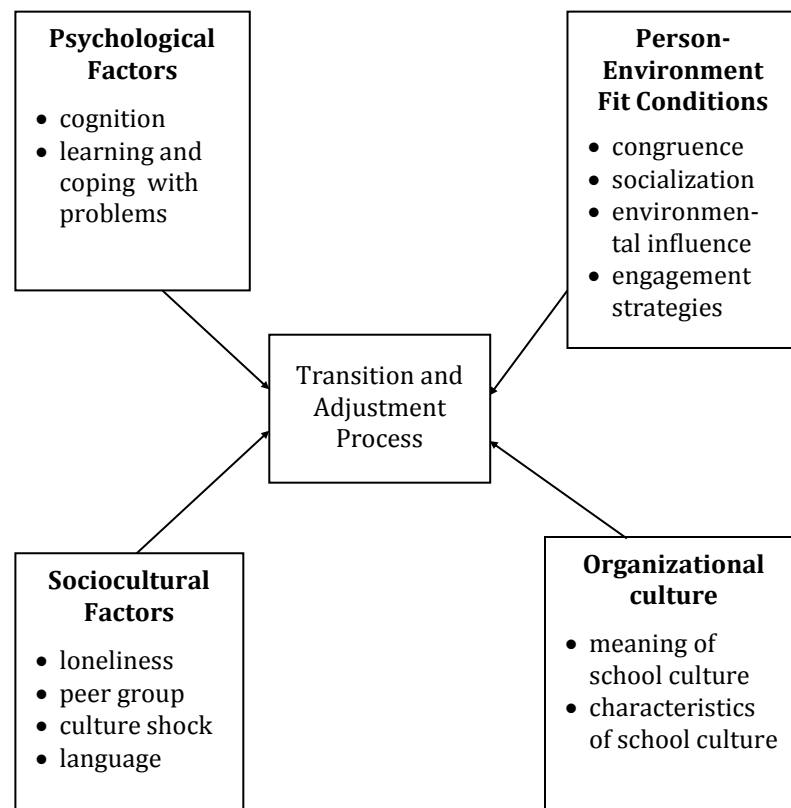 Psychological
Factors
• cognition
• learning and
coping with
problems
Person-
Environment
Fit Conditions
• congruence
• socialization
• environmen-
tal influence
• engagement
strategies
Transition and
Adjustment
Process
Sociocultural
Factors
• loneliness
• peer group
• culture shock
• language
Organizational
culture
• meaning of
school culture
• characteristics
of school culture